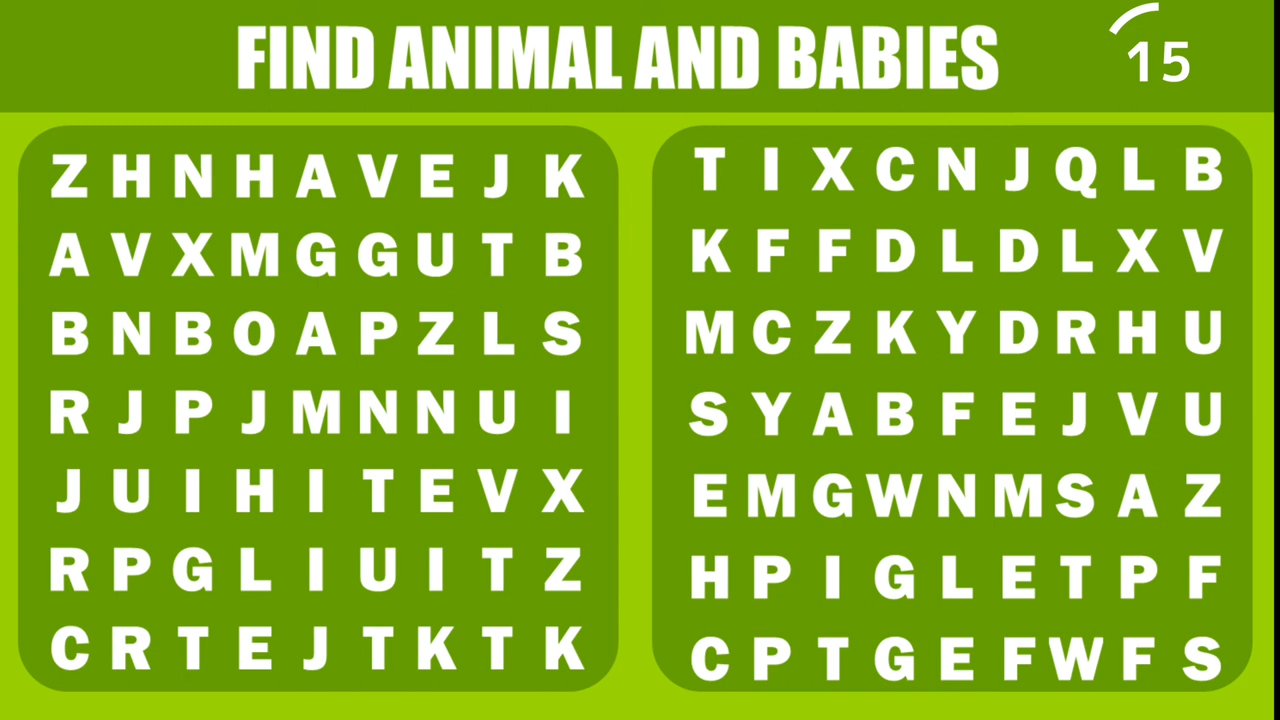 FIND ANIMAL AND BABIES
15
Z H N H A V E J K
A V X M G G U T B
B N B O A P Z L S
R J P J M N N U I
J U I H I T E V X
R P G L I U I T Z
C R T E J T K T K
T I X C N J Q L B
K F F D L D L X V
M C Z K Y D R H U
S Y A B F E J V U
E M G W N M S A Z
H P I G L E T P F
C P T G E F W F S